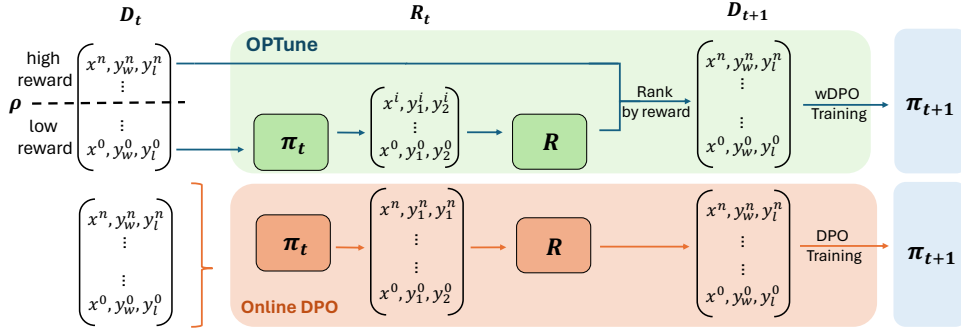 D_t R_t D_{t+1}
OPTune
high
reward
ρ
low
reward
x^n, y_w^n, y_l^n
⋮
⋮
x^0, y_w^0, y_l^0
π_t
x^i, y_1^i, y_2^i
⋮
x^0, y_1^0, y_2^0
R
Rank
by reward
x^n, y_w^n, y_l^n
⋮
⋮
x^0, y_w^0, y_l^0
wDPO
Training
π_{t+1}
x^n, y_w^n, y_l^n
⋮
⋮
x^0, y_w^0, y_l^0
π_t
Online DPO
x^n, y_1^n, y_1^n
⋮
⋮
x^0, y_1^0, y_2^0
R
x^n, y_w^n, y_l^n
⋮
⋮
x^0, y_w^0, y_l^0
DPO
Training
π_{t+1}